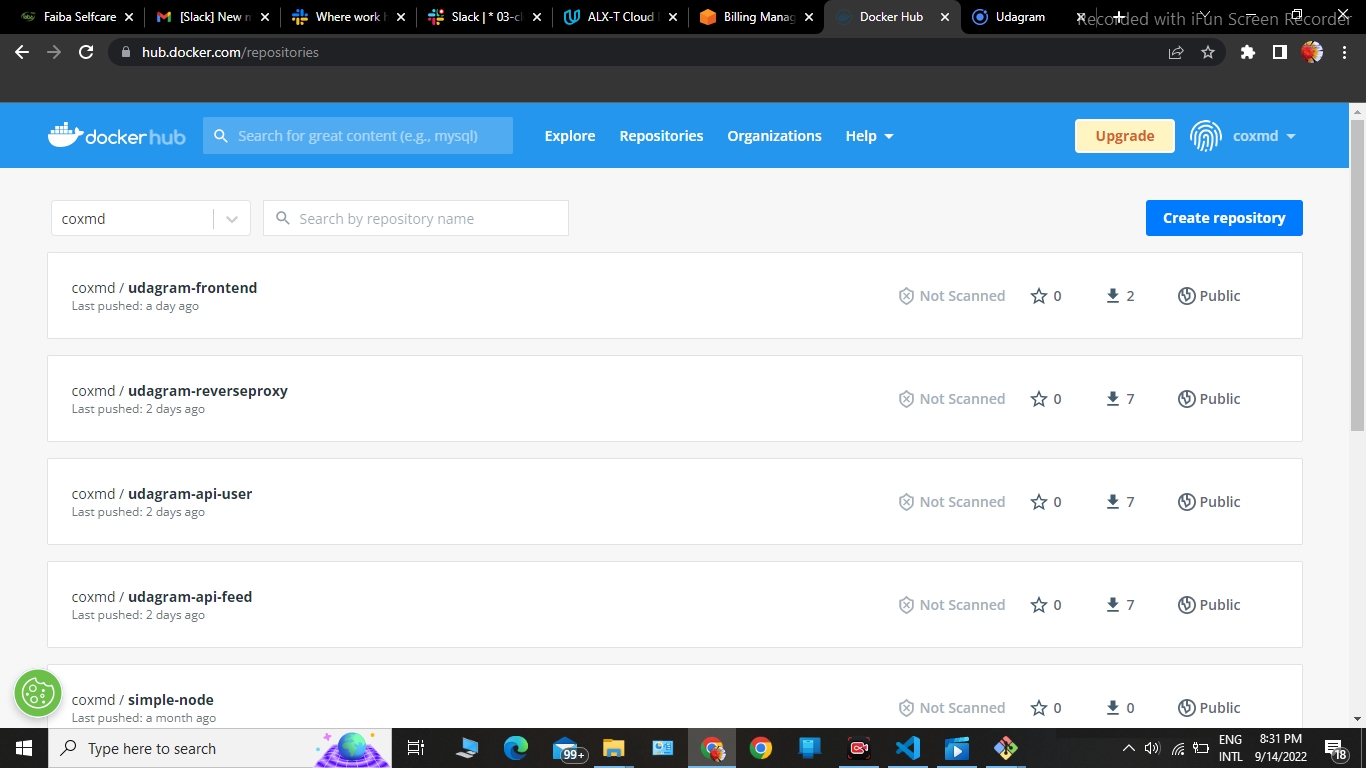 Faiba Selfcare
[Slack] New n
Where work h
Slack | * 03-cl
ALX-T Cloud
Billing Manag
Docker Hub
Udagram
Recorded with iFun Screen Recorder
hub.docker.com/repositories
docker hub
Search for great content (e.g., mysql)
Explore
Repositories
Organizations
Help
Upgrade
coxmd
coxmd
Search by repository name
Create repository
coxmd / udagram-frontend
Last pushed: a day ago
Not Scanned
0
2
Public
coxmd / udagram-reverseproxy
Last pushed: 2 days ago
Not Scanned
0
7
Public
coxmd / udagram-api-user
Last pushed: 2 days ago
Not Scanned
0
7
Public
coxmd / udagram-api-feed
Last pushed: 2 days ago
Not Scanned
0
7
Public
coxmd / simple-node
Last pushed: a month ago
Not Scanned
0
0
Public
Type here to search
99+
ENG
INTL
8:31 PM
9/14/2022
18